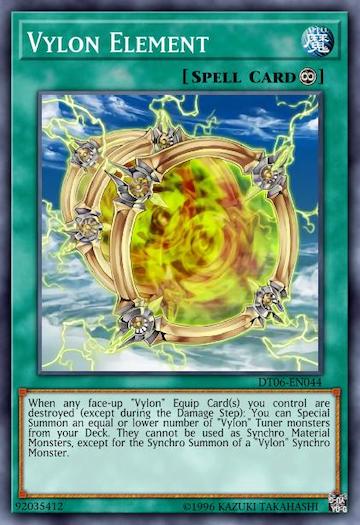 Vylon Element
[Spell Card]
DT06-EN044
When any face-up "Vylon" Equip Card(s) you control are
destroyed (except during the Damage Step): You can Special
Summon an equal or lower number of "Vylon" Tuner monsters
from your Deck. They cannot be used as Synchro Material
Monsters, except for the Synchro Summon of a "Vylon" Synchro
Monster.
92035412
©1996 KAZUKI TAKAHASHI